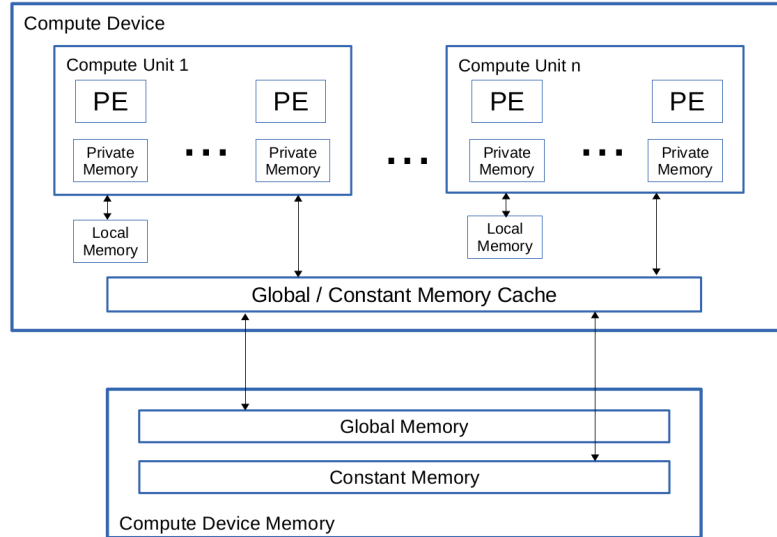 Compute Device
Compute Unit 1
Compute Unit n
PE
PE
PE
PE
Private
Memory
...
Private
Memory
...
Private
Memory
...
Private
Memory
Local
Memory
Local
Memory
Global / Constant Memory Cache
Global Memory
Constant Memory
Compute Device Memory